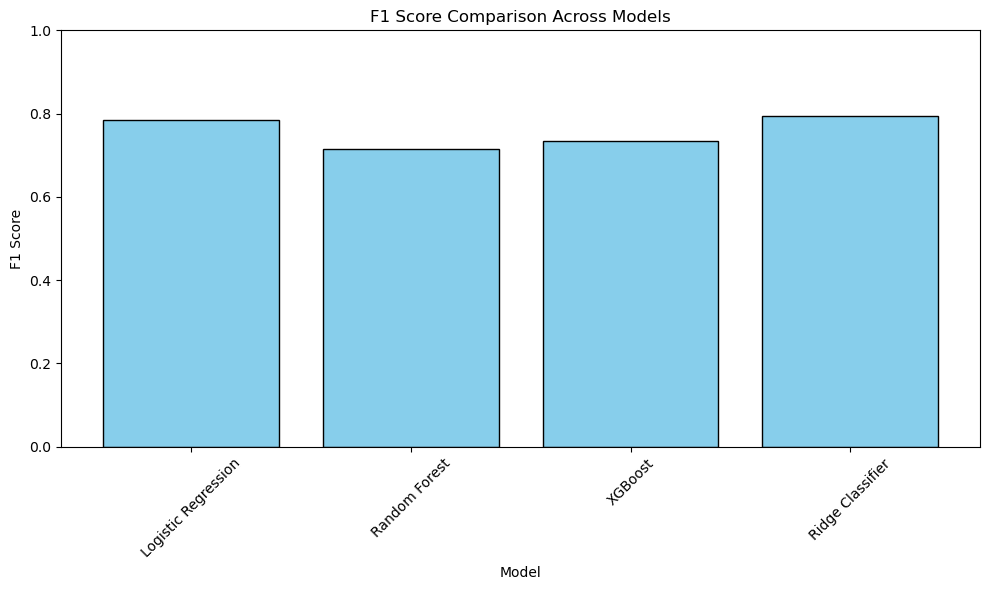 F1 Score Comparison Across Models
1.0
0.8
0.6
0.4
0.2
0.0
F1 Score
Logistic Regression
Random Forest
XGBoost
Ridge Classifier
Model